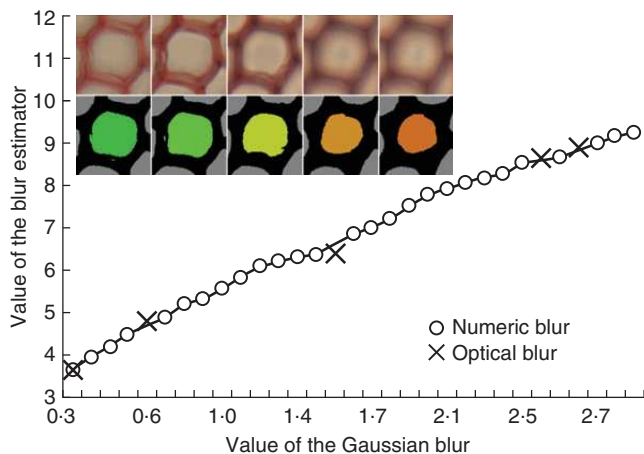 12
11
10
9
8
7
6
5
4
3
Value of the blur estimator
Numeric blur
Optical blur
0·3 0·6 1·0 1·4 1·7 2·1 2·5 2·7
Value of the Gaussian blur